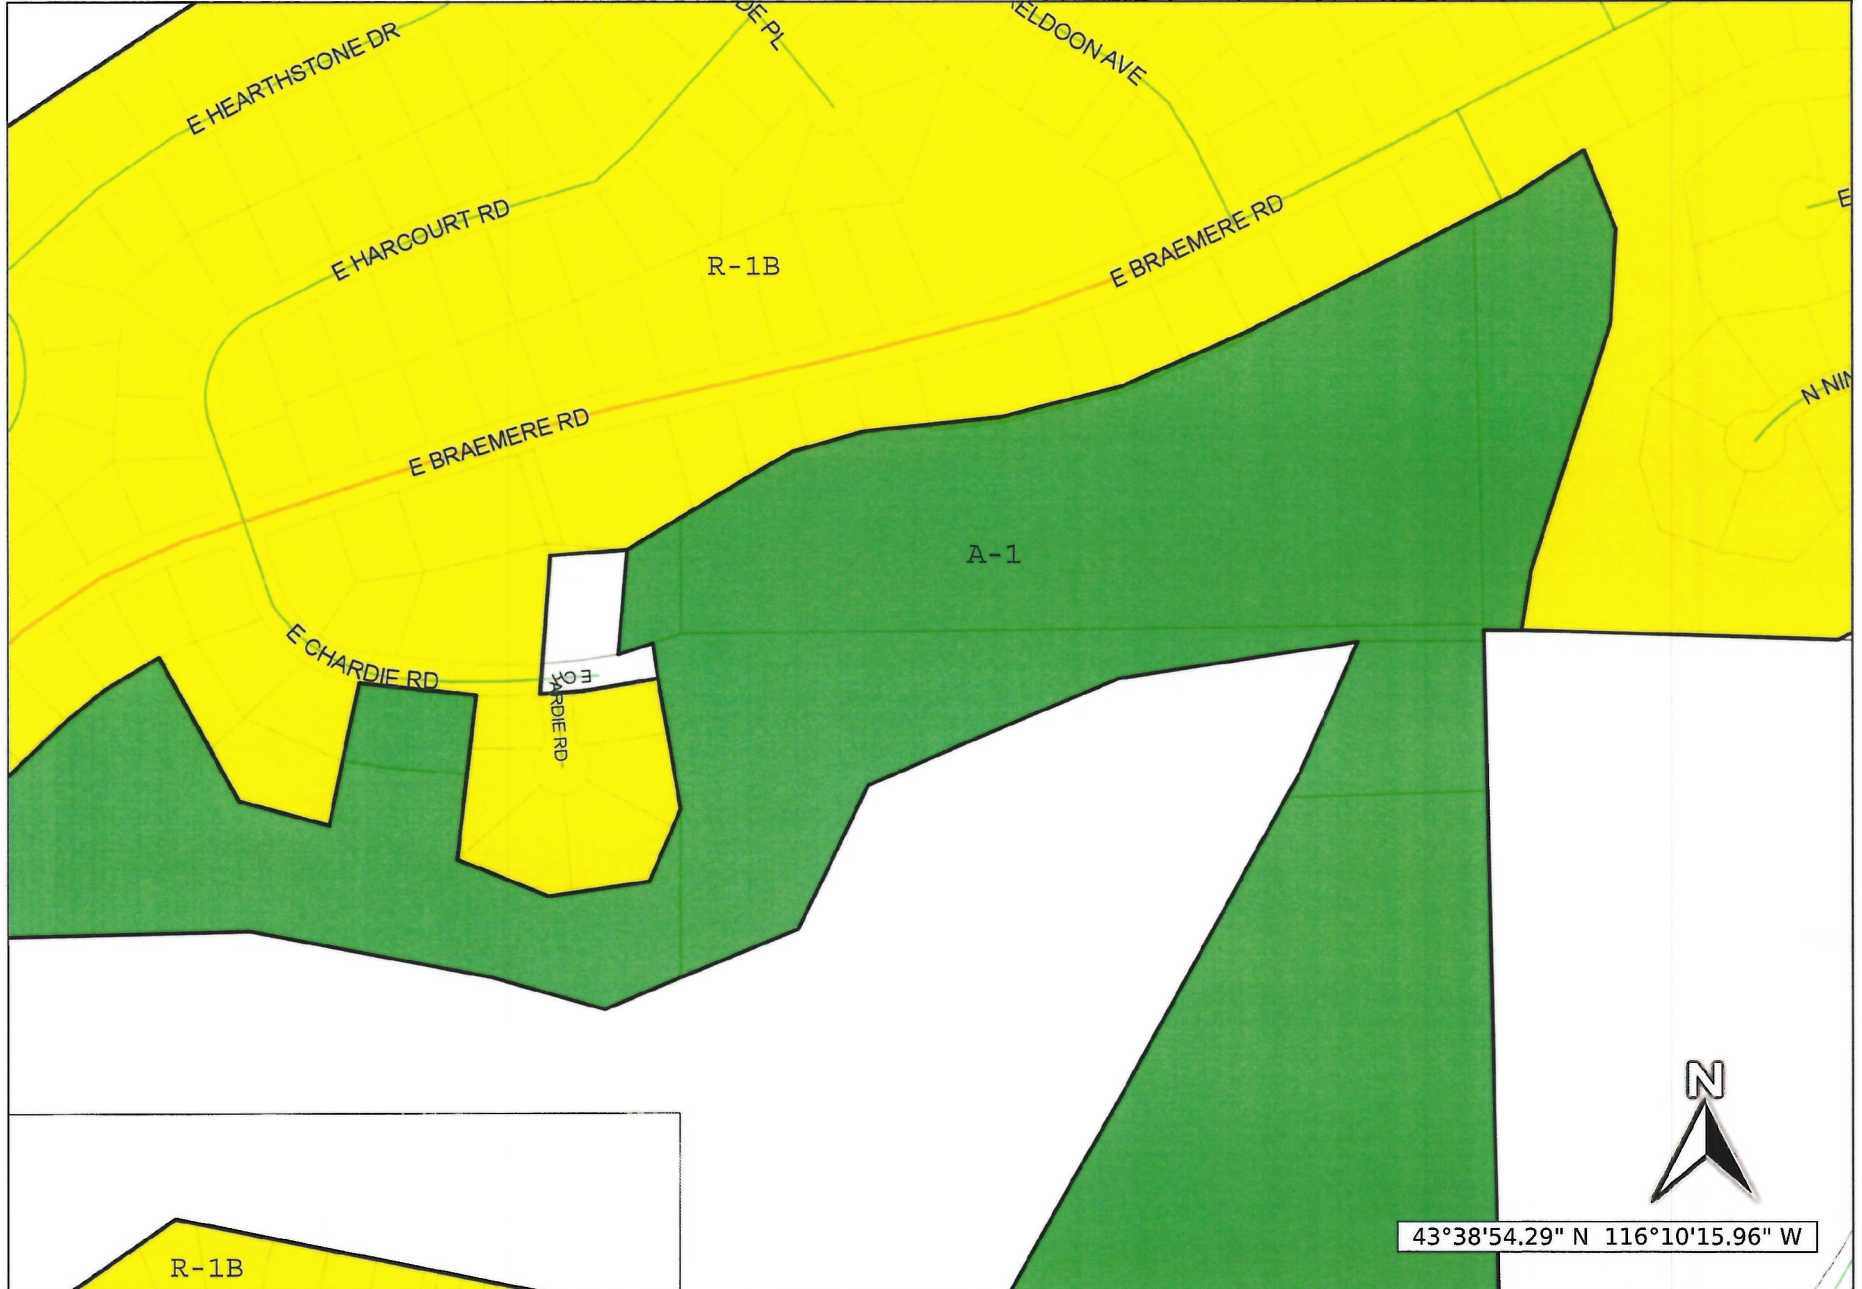 E HEARTHSTONE DR
DE PL
ELDOON AVE
E HARCOURT RD
E BRAEMERE RD
E
R-1B
N NIN
E BRAEMERE RD
A-1
E CHARDIE RD
E CHARDIE RD
N
43°38'54.29" N 116°10'15.96" W
R-1B